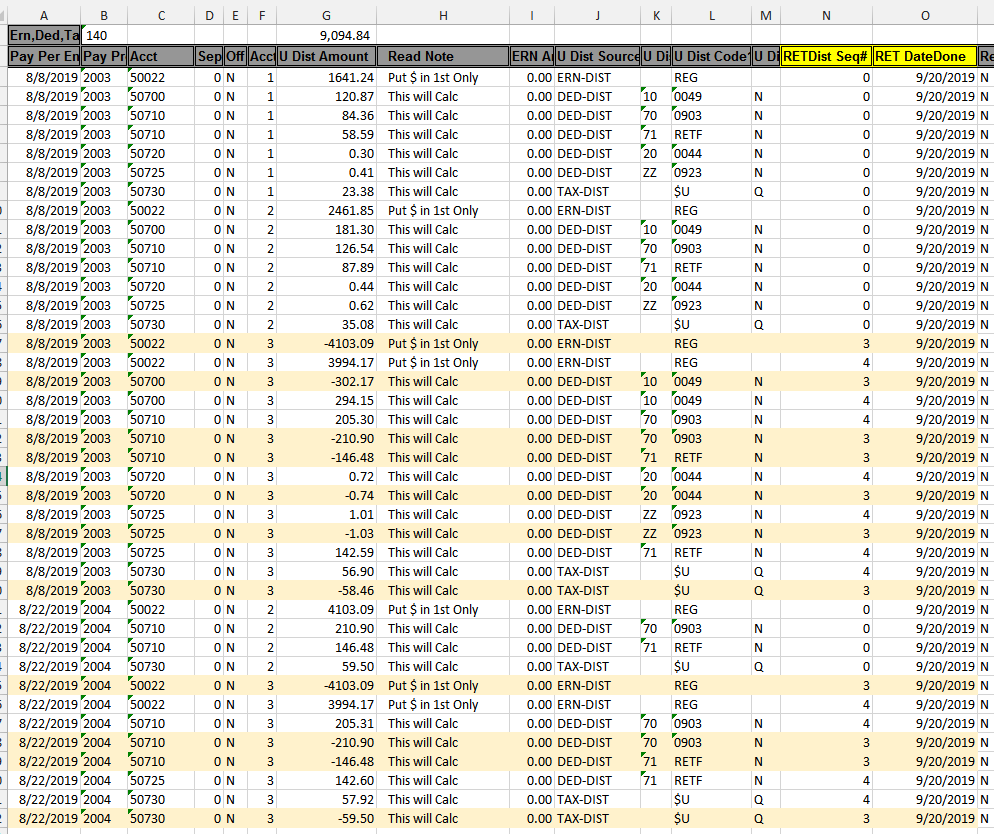 A B C D E F G H I J K L M N O
Ern,Ded,Ta 140 9,094.84
Pay Per En Pay Pr Acct Sep Off Acct U Dist Amount Read Note ERN A U Dist Source U Di U Dist Code U Di RETDist Seq# RET DateDone Re
8/8/2019 2003 50022 0 N 1 1641.24 Put $ in 1st Only 0.00 ERN-DIST REG 0 9/20/2019 N
8/8/2019 2003 50700 0 N 1 120.87 This will Calc 0.00 DED-DIST 10 0049 N 0 9/20/2019 N
8/8/2019 2003 50710 0 N 1 84.36 This will Calc 0.00 DED-DIST 70 0903 N 0 9/20/2019 N
8/8/2019 2003 50710 0 N 1 58.59 This will Calc 0.00 DED-DIST 71 RETF N 0 9/20/2019 N
8/8/2019 2003 50720 0 N 1 0.30 This will Calc 0.00 DED-DIST 20 0044 N 0 9/20/2019 N
8/8/2019 2003 50725 0 N 1 0.41 This will Calc 0.00 DED-DIST ZZ 0923 N 0 9/20/2019 N
8/8/2019 2003 50730 0 N 1 23.38 This will Calc 0.00 TAX-DIST $U Q 0 9/20/2019 N
8/8/2019 2003 50022 0 N 2 2461.85 Put $ in 1st Only 0.00 ERN-DIST REG 0 9/20/2019 N
8/8/2019 2003 50700 0 N 2 181.30 This will Calc 0.00 DED-DIST 10 0049 N 0 9/20/2019 N
8/8/2019 2003 50710 0 N 2 126.54 This will Calc 0.00 DED-DIST 70 0903 N 0 9/20/2019 N
8/8/2019 2003 50710 0 N 2 87.89 This will Calc 0.00 DED-DIST 71 RETF N 0 9/20/2019 N
8/8/2019 2003 50720 0 N 2 0.44 This will Calc 0.00 DED-DIST 20 0044 N 0 9/20/2019 N
8/8/2019 2003 50725 0 N 2 0.62 This will Calc 0.00 DED-DIST ZZ 0923 N 0 9/20/2019 N
8/8/2019 2003 50730 0 N 2 35.08 This will Calc 0.00 TAX-DIST $U Q 0 9/20/2019 N
8/8/2019 2003 50022 0 N 3 -4103.09 Put $ in 1st Only 0.00 ERN-DIST REG 3 9/20/2019 N
8/8/2019 2003 50022 0 N 3 3994.17 Put $ in 1st Only 0.00 ERN-DIST REG 4 9/20/2019 N
8/8/2019 2003 50700 0 N 3 -302.17 This will Calc 0.00 DED-DIST 10 0049 N 3 9/20/2019 N
8/8/2019 2003 50700 0 N 3 294.15 This will Calc 0.00 DED-DIST 10 0049 N 4 9/20/2019 N
8/8/2019 2003 50710 0 N 3 205.30 This will Calc 0.00 DED-DIST 70 0903 N 4 9/20/2019 N
8/8/2019 2003 50710 0 N 3 -210.90 This will Calc 0.00 DED-DIST 70 0903 N 3 9/20/2019 N
8/8/2019 2003 50710 0 N 3 -146.48 This will Calc 0.00 DED-DIST 71 RETF N 3 9/20/2019 N
8/8/2019 2003 50720 0 N 3 0.72 This will Calc 0.00 DED-DIST 20 0044 N 4 9/20/2019 N
8/8/2019 2003 50720 0 N 3 -0.74 This will Calc 0.00 DED-DIST 20 0044 N 3 9/20/2019 N
8/8/2019 2003 50725 0 N 3 1.01 This will Calc 0.00 DED-DIST ZZ 0923 N 4 9/20/2019 N
8/8/2019 2003 50725 0 N 3 -1.03 This will Calc 0.00 DED-DIST ZZ 0923 N 3 9/20/2019 N
8/8/2019 2003 50725 0 N 3 142.59 This will Calc 0.00 DED-DIST 71 RETF N 4 9/20/2019 N
8/8/2019 2003 50730 0 N 3 56.90 This will Calc 0.00 TAX-DIST $U Q 4 9/20/2019 N
8/8/2019 2003 50730 0 N 3 -58.46 This will Calc 0.00 TAX-DIST $U Q 3 9/20/2019 N
8/22/2019 2004 50022 0 N 2 4103.09 Put $ in 1st Only 0.00 ERN-DIST REG 0 9/20/2019 N
8/22/2019 2004 50710 0 N 2 210.90 This will Calc 0.00 DED-DIST 70 0903 N 0 9/20/2019 N
8/22/2019 2004 50710 0 N 2 146.48 This will Calc 0.00 DED-DIST 71 RETF N 0 9/20/2019 N
8/22/2019 2004 50730 0 N 2 59.50 This will Calc 0.00 TAX-DIST $U Q 0 9/20/2019 N
8/22/2019 2004 50022 0 N 3 -4103.09 Put $ in 1st Only 0.00 ERN-DIST REG 3 9/20/2019 N
8/22/2019 2004 50022 0 N 3 3994.17 Put $ in 1st Only 0.00 ERN-DIST REG 4 9/20/2019 N
8/22/2019 2004 50710 0 N 3 205.31 This will Calc 0.00 DED-DIST 70 0903 N 4 9/20/2019 N
8/22/2019 2004 50710 0 N 3 -210.90 This will Calc 0.00 DED-DIST 70 0903 N 3 9/20/2019 N
8/22/2019 2004 50710 0 N 3 -146.48 This will Calc 0.00 DED-DIST 71 RETF N 3 9/20/2019 N
8/22/2019 2004 50725 0 N 3 142.60 This will Calc 0.00 DED-DIST 71 RETF N 4 9/20/2019 N
8/22/2019 2004 50730 0 N 3 57.92 This will Calc 0.00 TAX-DIST $U Q 4 9/20/2019 N
8/22/2019 2004 50730 0 N 3 -59.50 This will Calc 0.00 TAX-DIST $U Q 3 9/20/2019 N